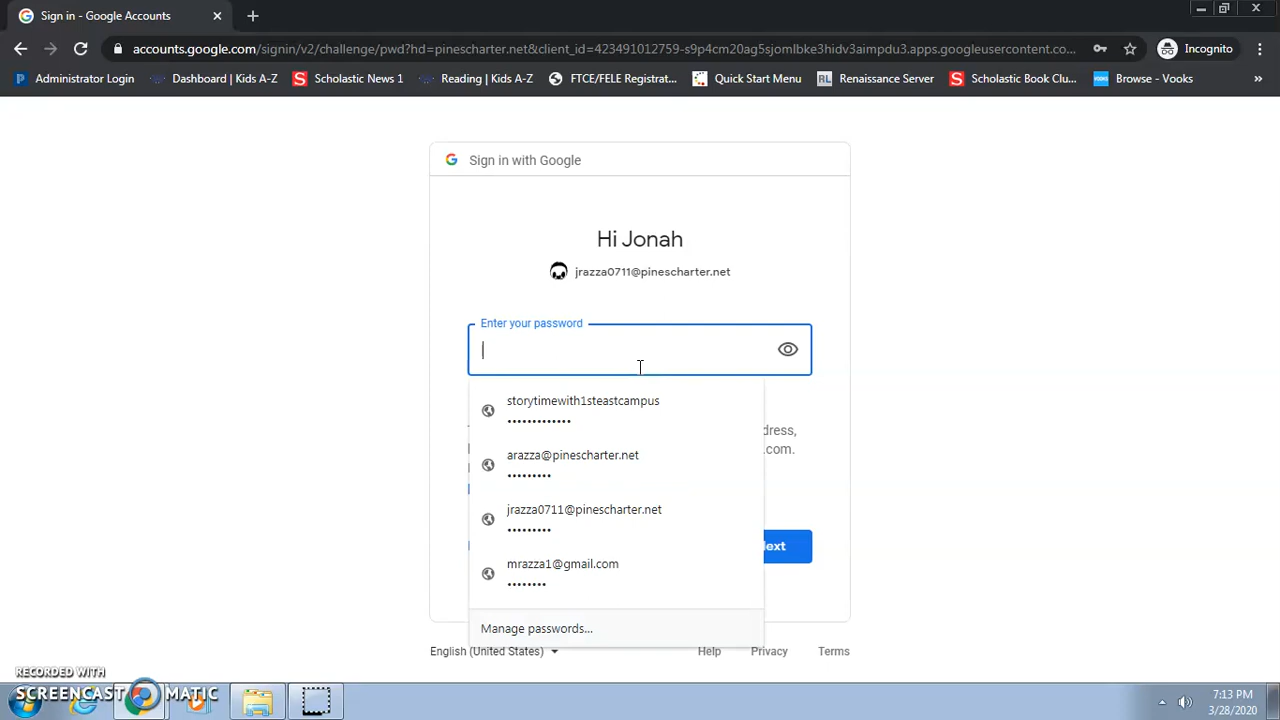 Sign in - Google Accounts
accounts.google.com/signin/v2/challenge/pwd?hd=pinescharter.net&client_id=423491012759-s9p4cm20ag5sjomlbke3hidv3aimpdu3.apps.googleusercontent.co...
Incognito
Administrator Login
Dashboard | Kids A-Z
Scholastic News 1
Reading | Kids A-Z
FTCE/FELE Registrat...
Quick Start Menu
RL Renaissance Server
Scholastic Book Clu...
Browse - Vooks
Sign in with Google
Hi Jonah
jrazza0711@pinescharter.net
Enter your password
storytimewith1steastcampus
•••••••••••••
arazza@pinescharter.net
•••••••••
jrazza0711@pinescharter.net
•••••••••
mrazza1@gmail.com
••••••••
Manage passwords...
dress,
.com.
ext
English (United States)
Help
Privacy
Terms
RECORDED WITH
SCREENCAST MATIC
7:13 PM
3/28/2020